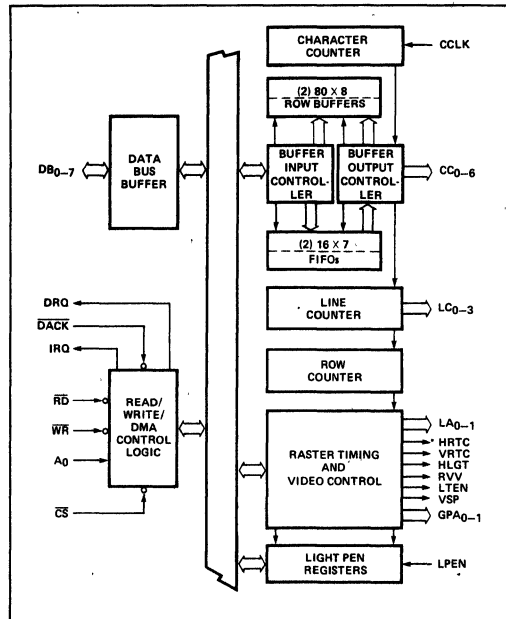 CHARACTER
COUNTER
CCLK
(2) 80 X 8
ROW BUFFERS
DB0–7
DATA
BUS
BUFFER
BUFFER
INPUT
CONTROL-
LER
BUFFER
OUTPUT
CONTROL-
LER
CC0–6
(2) 16 X 7
FIFOs
DRQ
DACK
IRQ
RD
WR
A0
CS
READ/
WRITE/
DMA
CONTROL
LOGIC
LINE
COUNTER
LC0–3
ROW
COUNTER
RASTER TIMING
AND
VIDEO CONTROL
LA0–1
HRTC
VRTC
HLGT
RVV
LTEN
VSP
GPA0–1
LIGHT PEN
REGISTERS
LPEN